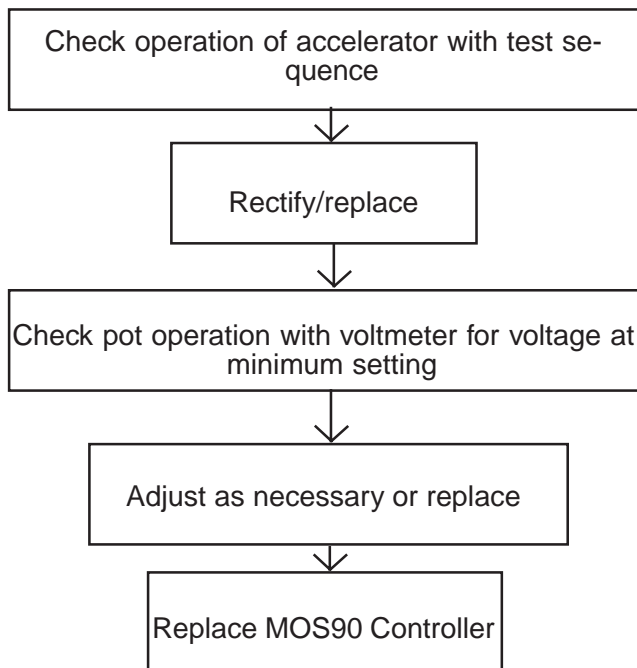 Check operation of accelerator with test se-
quence
Rectify/replace
Check pot operation with voltmeter for voltage at
minimum setting
Adjust as necessary or replace
Replace MOS90 Controller